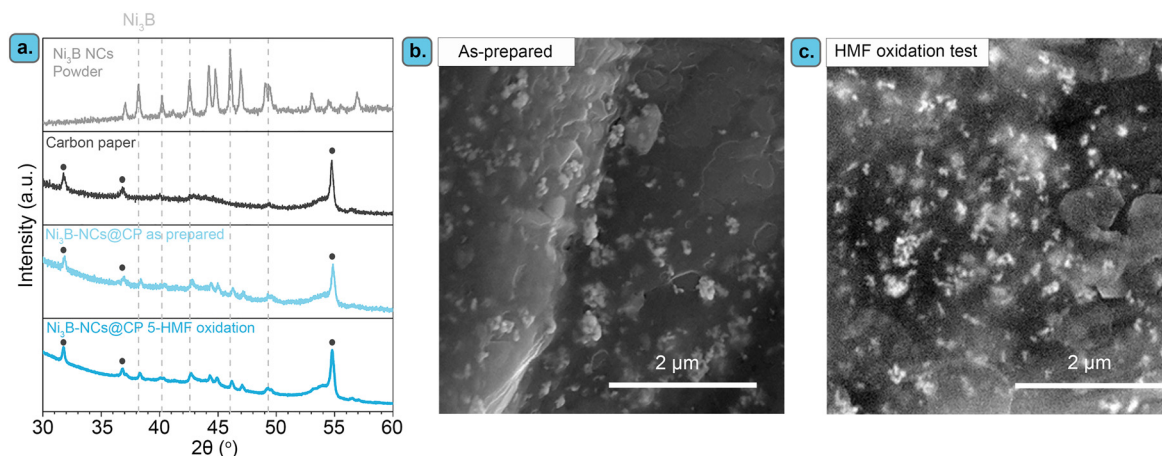 Ni₃B
a.
Ni₃B NCs
Powder
Carbon paper
Ni₃B-NCs@CP as prepared
Ni₃B-NCs@CP 5-HMF oxidation
Intensity (a.u.)
30 35 40 45 50 55 60
2θ (°)
b.
As-prepared
2 µm
c.
HMF oxidation test
2 µm